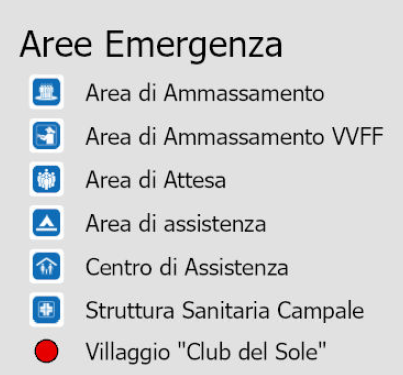 Aree Emergenza
Area di Ammassamento
Area di Ammassamento VVFF
Area di Attesa
Area di assistenza
Centro di Assistenza
Struttura Sanitaria Campale
Villaggio "Club del Sole"